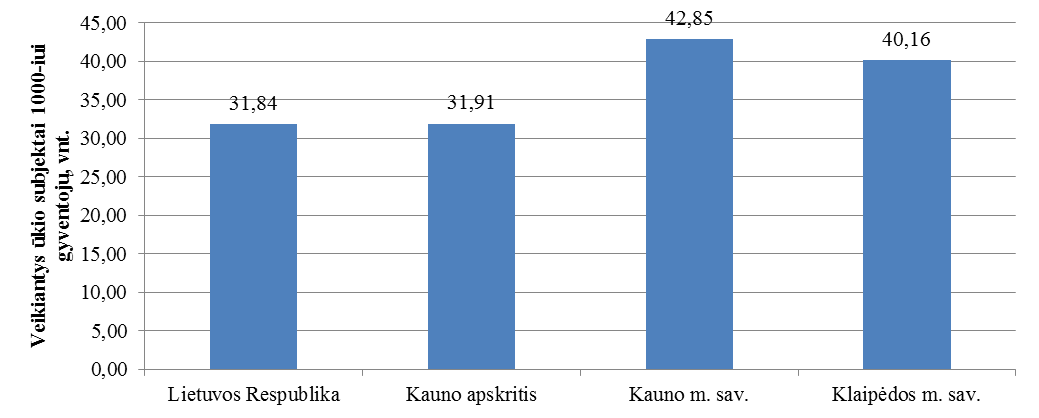 Veikiantys ūkio subjektai 1000-iui
gyventojų, vnt.
45,00
40,00
35,00
30,00
25,00
20,00
15,00
10,00
5,00
0,00
31,84
31,91
42,85
40,16
Lietuvos Respublika
Kauno apskritis
Kauno m. sav.
Klaipėdos m. sav.